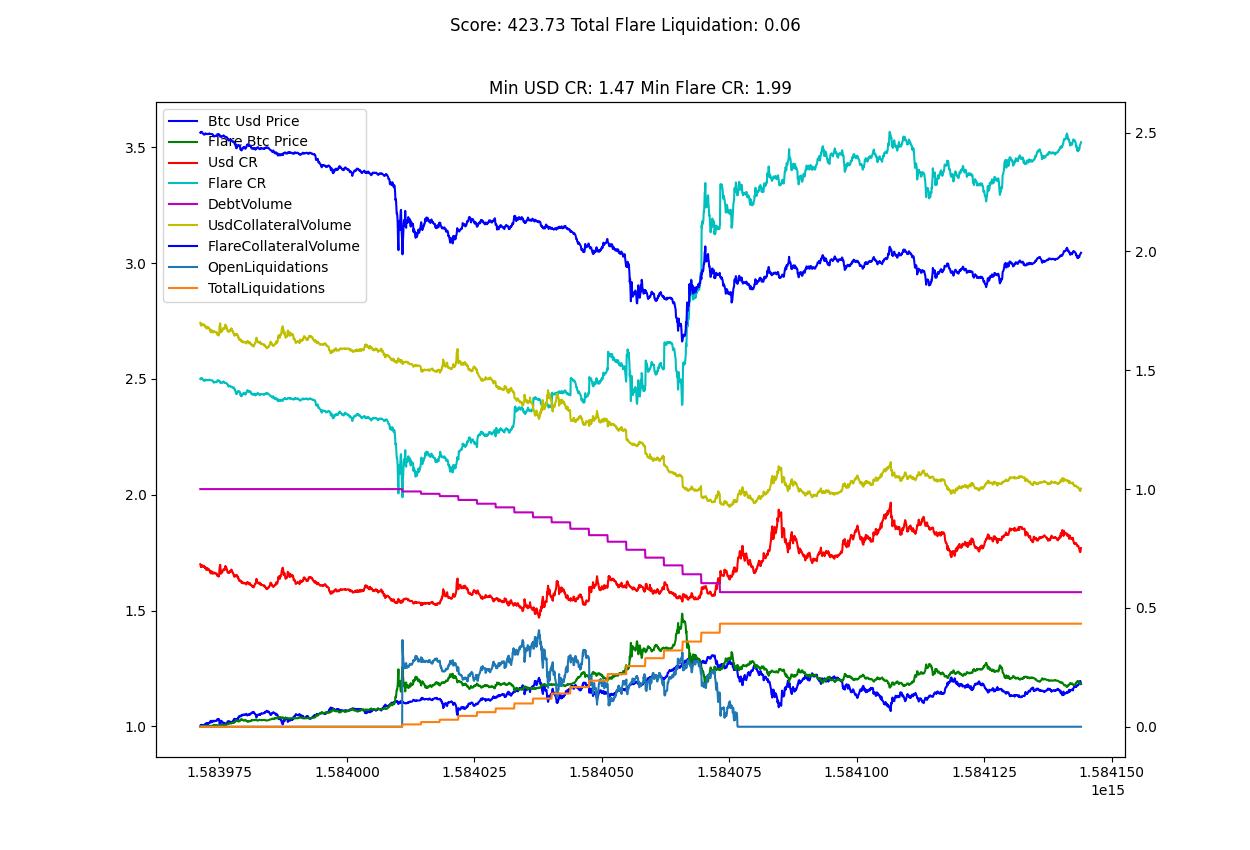 Score: 423.73 Total Flare Liquidation: 0.06
Min USD CR: 1.47 Min Flare CR: 1.99
Btc Usd Price
Flare Btc Price
Usd CR
Flare CR
DebtVolume
UsdCollateralVolume
FlareCollateralVolume
OpenLiquidations
TotalLiquidations
3.5
3.0
2.5
2.0
1.5
1.0
2.5
2.0
1.5
1.0
0.5
0.0
1.583975 1.584000 1.584025 1.584050 1.584075 1.584100 1.584125 1.584150
1e15